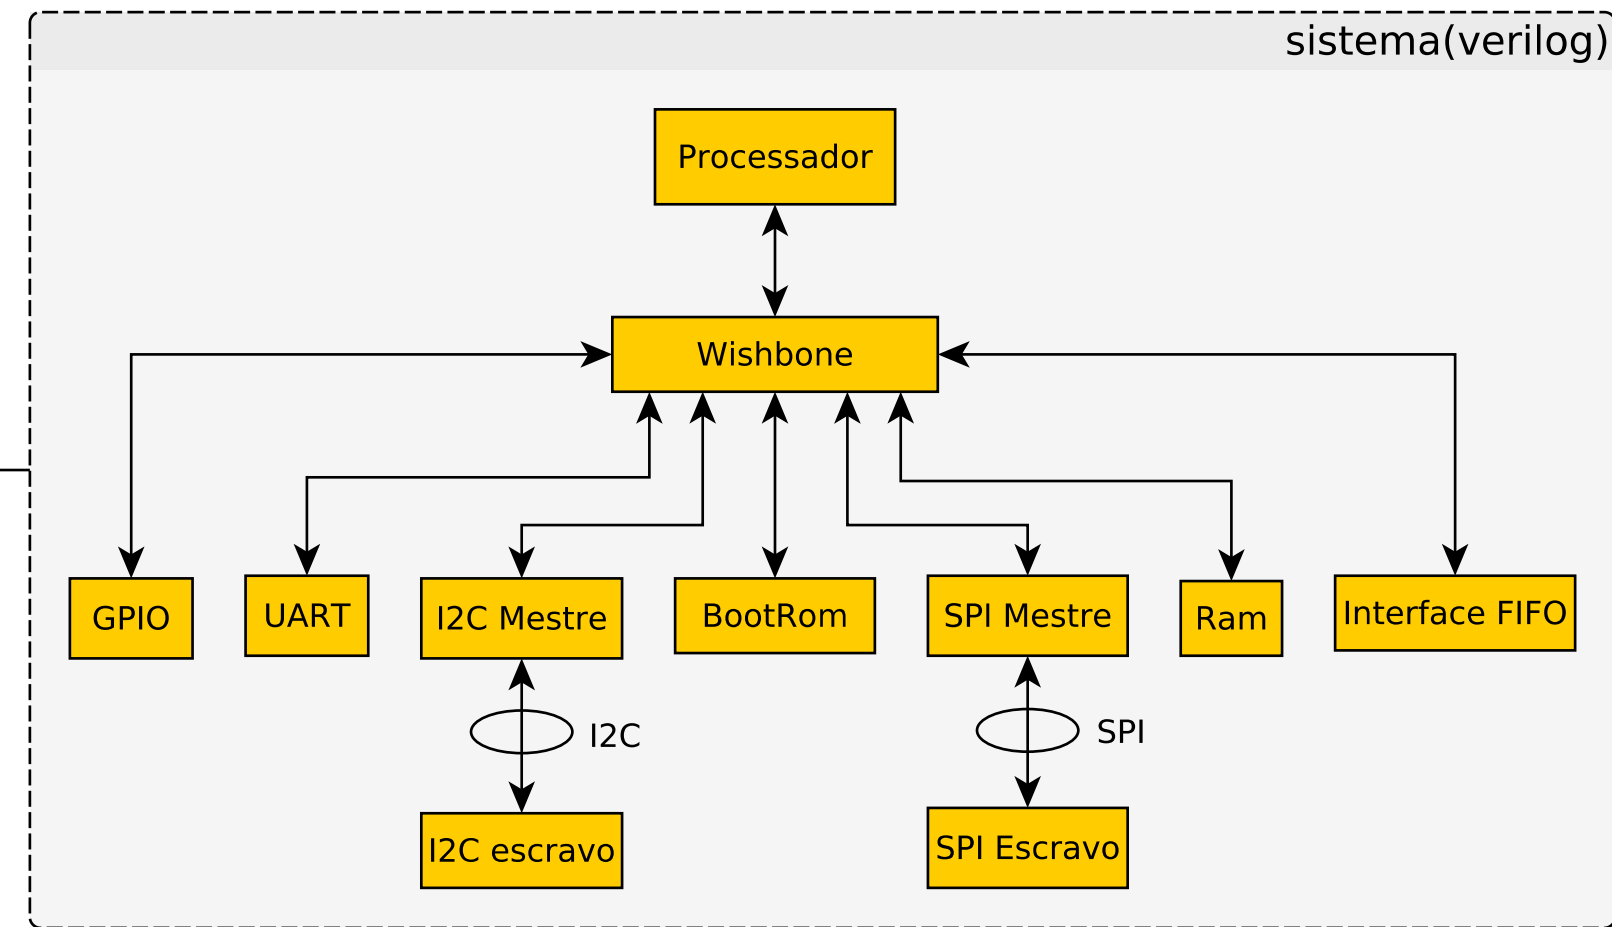 sistema(verilog)
Processador
Wishbone
GPIO
UART
I2C Mestre
BootRom
SPI Mestre
Ram
Interface FIFO
I2C
SPI
I2C escravo
SPI Escravo